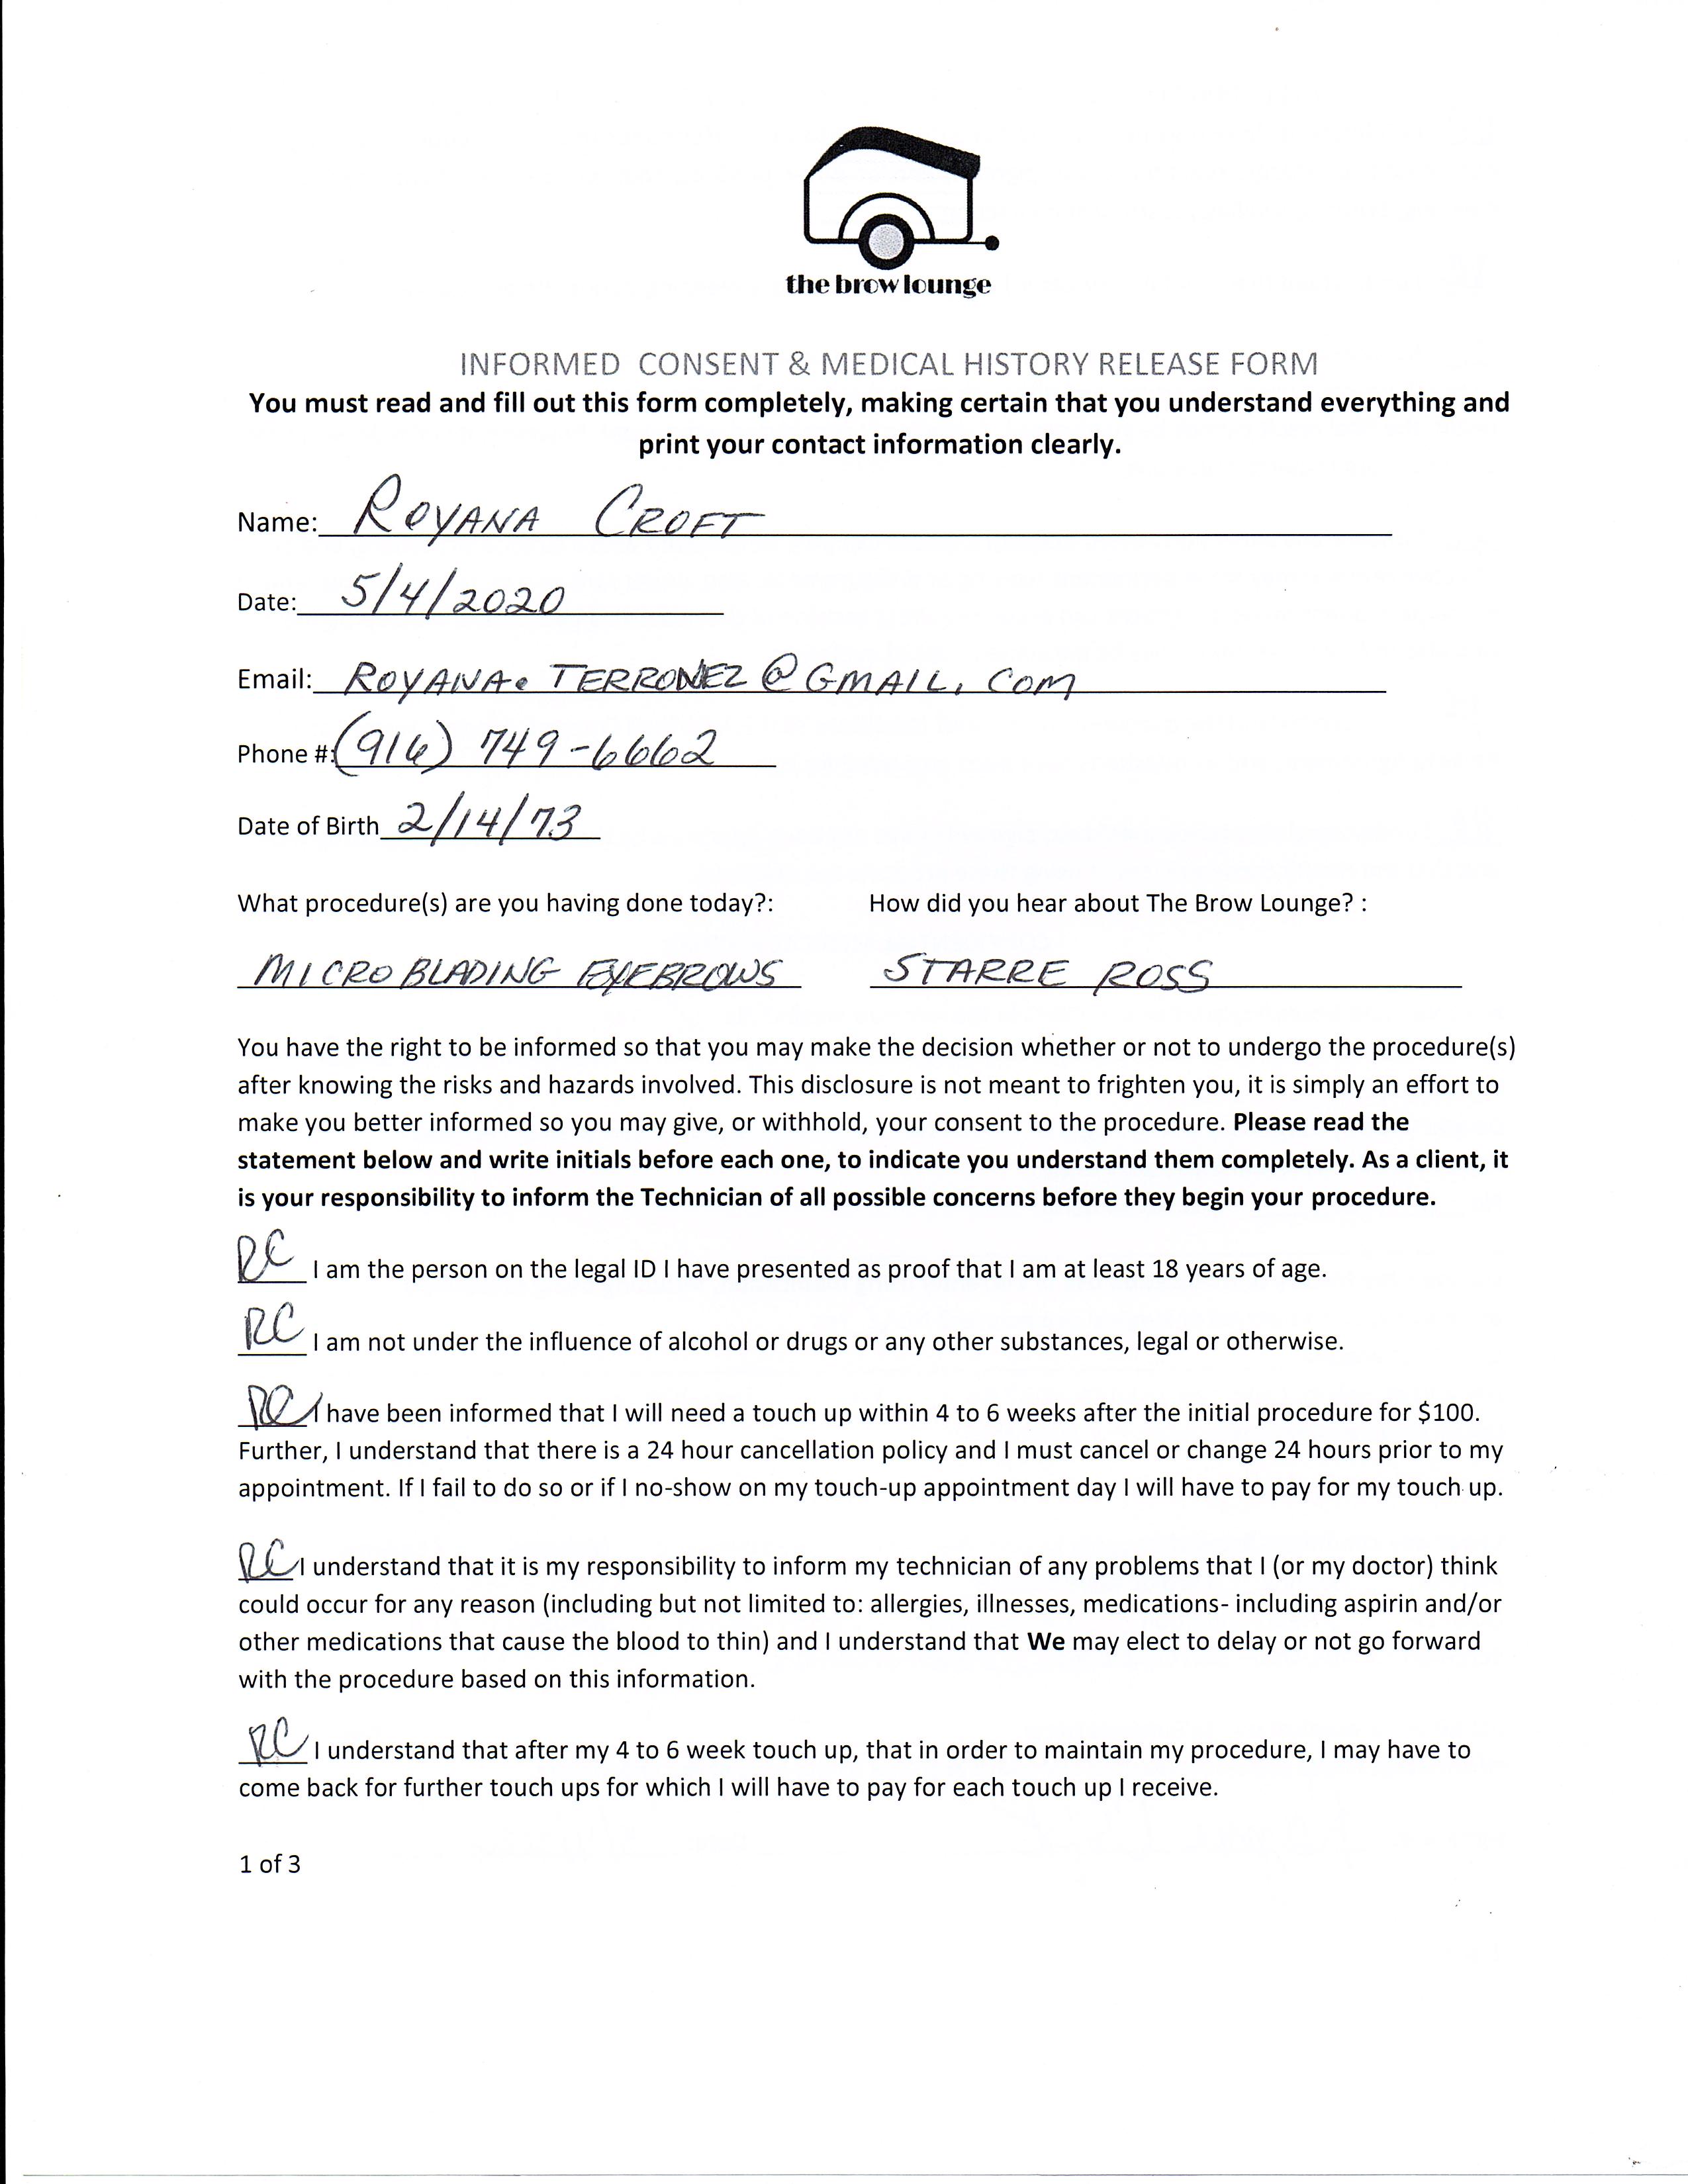 the brow lounge
INFORMED CONSENT & MEDICAL HISTORY RELEASE FORM
You must read and fill out this form completely, making certain that you understand everything and
print your contact information clearly.
Name: ROYANA CROFT
Date: 5/4/2020
Email: ROYANA.TERRONEZ@GMAIL.COM
Phone #: (916) 749-6662
Date of Birth 2/14/73
What procedure(s) are you having done today?: How did you hear about The Brow Lounge? :
MICROBLADING EYEBROWS STARRE ROSS
You have the right to be informed so that you may make the decision whether or not to undergo the procedure(s)
after knowing the risks and hazards involved. This disclosure is not meant to frighten you, it is simply an effort to
make you better informed so you may give, or withhold, your consent to the procedure. Please read the
statement below and write initials before each one, to indicate you understand them completely. As a client, it
is your responsibility to inform the Technician of all possible concerns before they begin your procedure.
RC I am the person on the legal ID I have presented as proof that I am at least 18 years of age.
RC I am not under the influence of alcohol or drugs or any other substances, legal or otherwise.
RC I have been informed that I will need a touch up within 4 to 6 weeks after the initial procedure for $100.
Further, I understand that there is a 24 hour cancellation policy and I must cancel or change 24 hours prior to my
appointment. If I fail to do so or if I no-show on my touch-up appointment day I will have to pay for my touch up.
RC I understand that it is my responsibility to inform my technician of any problems that I (or my doctor) think
could occur for any reason (including but not limited to: allergies, illnesses, medications- including aspirin and/or
other medications that cause the blood to thin) and I understand that We may elect to delay or not go forward
with the procedure based on this information.
RC I understand that after my 4 to 6 week touch up, that in order to maintain my procedure, I may have to
come back for further touch ups for which I will have to pay for each touch up I receive.
1 of 3